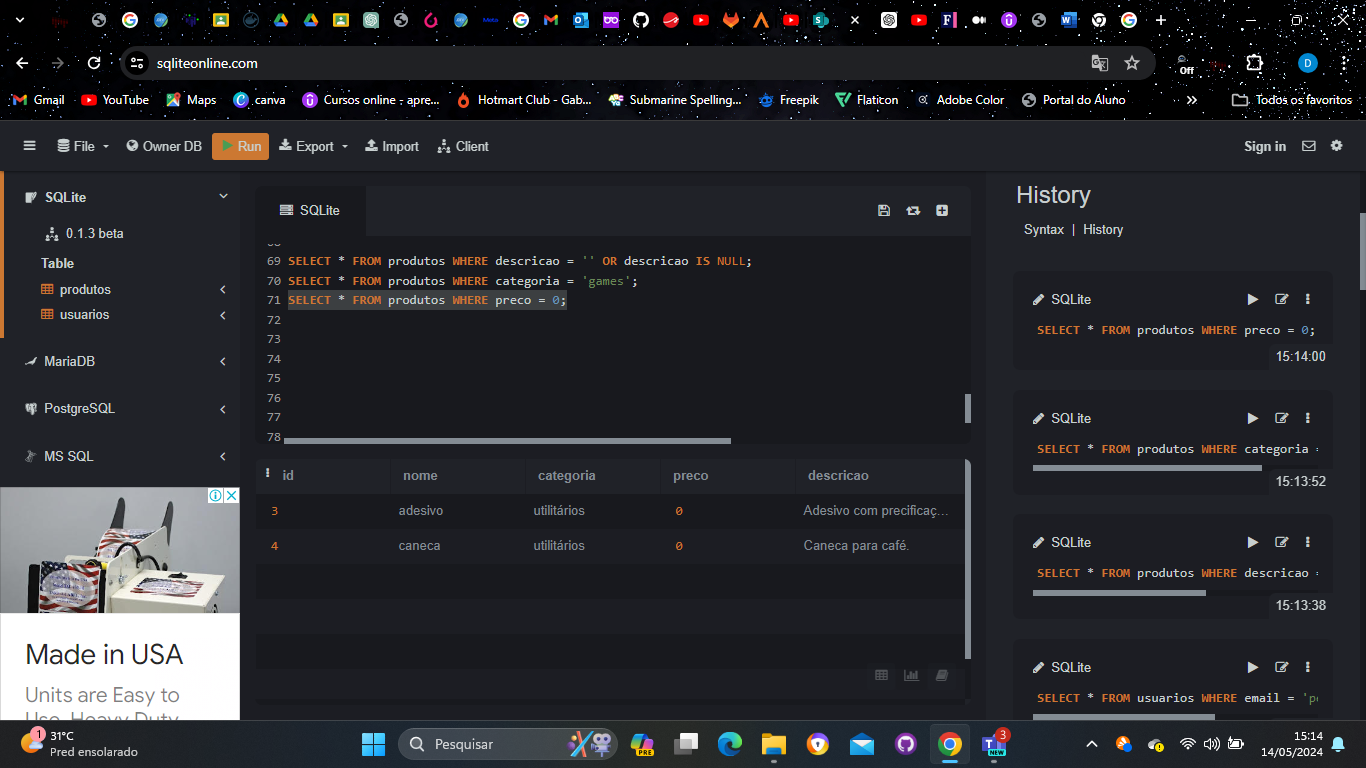 sqliteonline.com
Off
D
Gmail
YouTube
Maps
canva
Cursos online - apre...
Hotmart Club - Gab...
Submarine Spelling...
Freepik
Flaticon
Adobe Color
Portal do Aluno
Todos os favoritos
File
Owner DB
Run
Export
Import
Client
Sign in
SQLite
0.1.3 beta
Table
produtos
usuarios
MariaDB
PostgreSQL
MS SQL
SQLite
69 SELECT * FROM produtos WHERE descricao = '' OR descricao IS NULL;
70 SELECT * FROM produtos WHERE categoria = 'games';
71 SELECT * FROM produtos WHERE preco = 0;
72
73
74
75
76
77
78
id nome categoria preco descricao
3 adesivo utilitários 0 Adesivo com precificaç...
4 caneca utilitários 0 Caneca para café.
History
Syntax | History
SQLite
SELECT * FROM produtos WHERE preco = 0;
15:14:00
SQLite
SELECT * FROM produtos WHERE categoria =
15:13:52
SQLite
SELECT * FROM produtos WHERE descricao =
15:13:38
SQLite
SELECT * FROM usuarios WHERE email = 'p
Made in USA
Units are Easy to
Use. Heavy Duty
1
31°C
Pred ensolarado
Pesquisar
PRE
3
NEW
15:14
14/05/2024